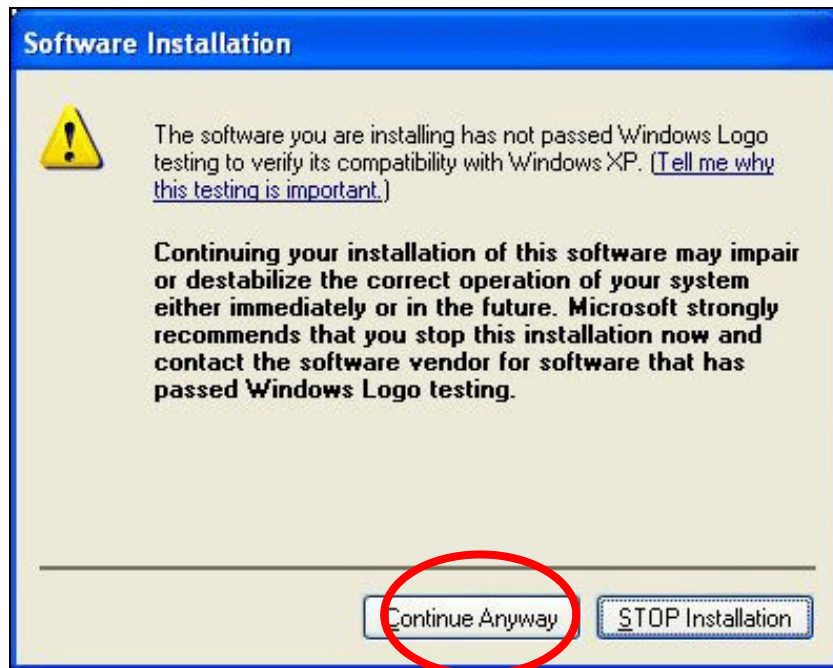 Software Installation
The software you are installing has not passed Windows Logo
testing to verify its compatibility with Windows XP. (Tell me why
this testing is important.)
Continuing your installation of this software may impair
or destabilize the correct operation of your system
either immediately or in the future. Microsoft strongly
recommends that you stop this installation now and
contact the software vendor for software that has
passed Windows Logo testing.
Continue Anyway
STOP Installation